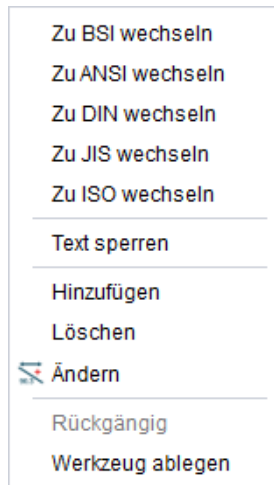 Zu BSI wechseln
Zu ANSI wechseln
Zu DIN wechseln
Zu JIS wechseln
Zu ISO wechseln
Text sperren
Hinzufügen
Löschen
Ändern
Rückgängig
Werkzeug ablegen